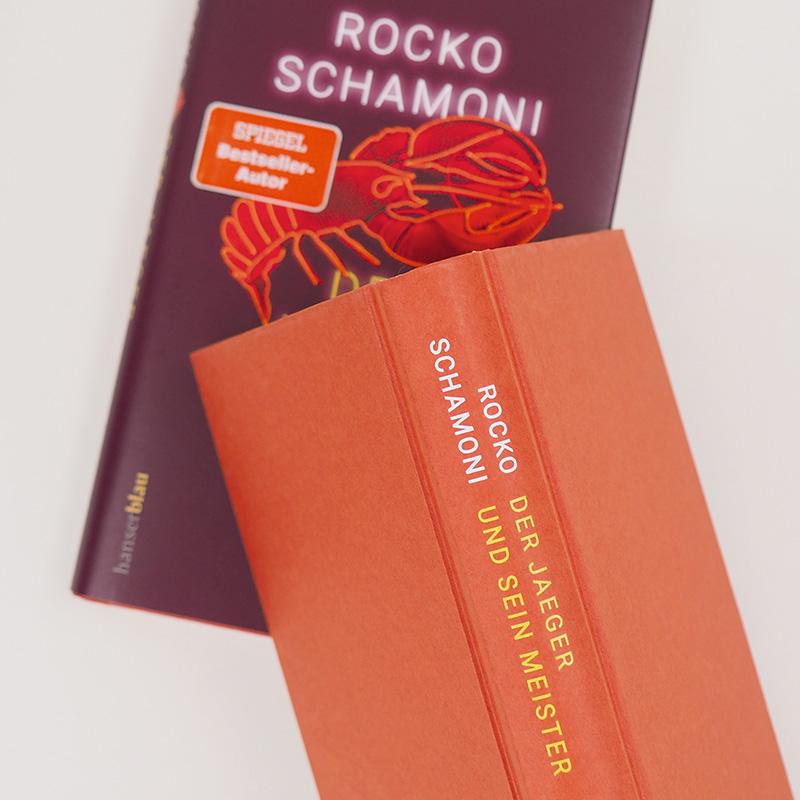 ROCKO
SCHAMONI
SPIEGEL
Bestseller-
Autor
hanserblau
ROCKO
SCHAMONI
DER JAEGER
UND SEIN MEISTER